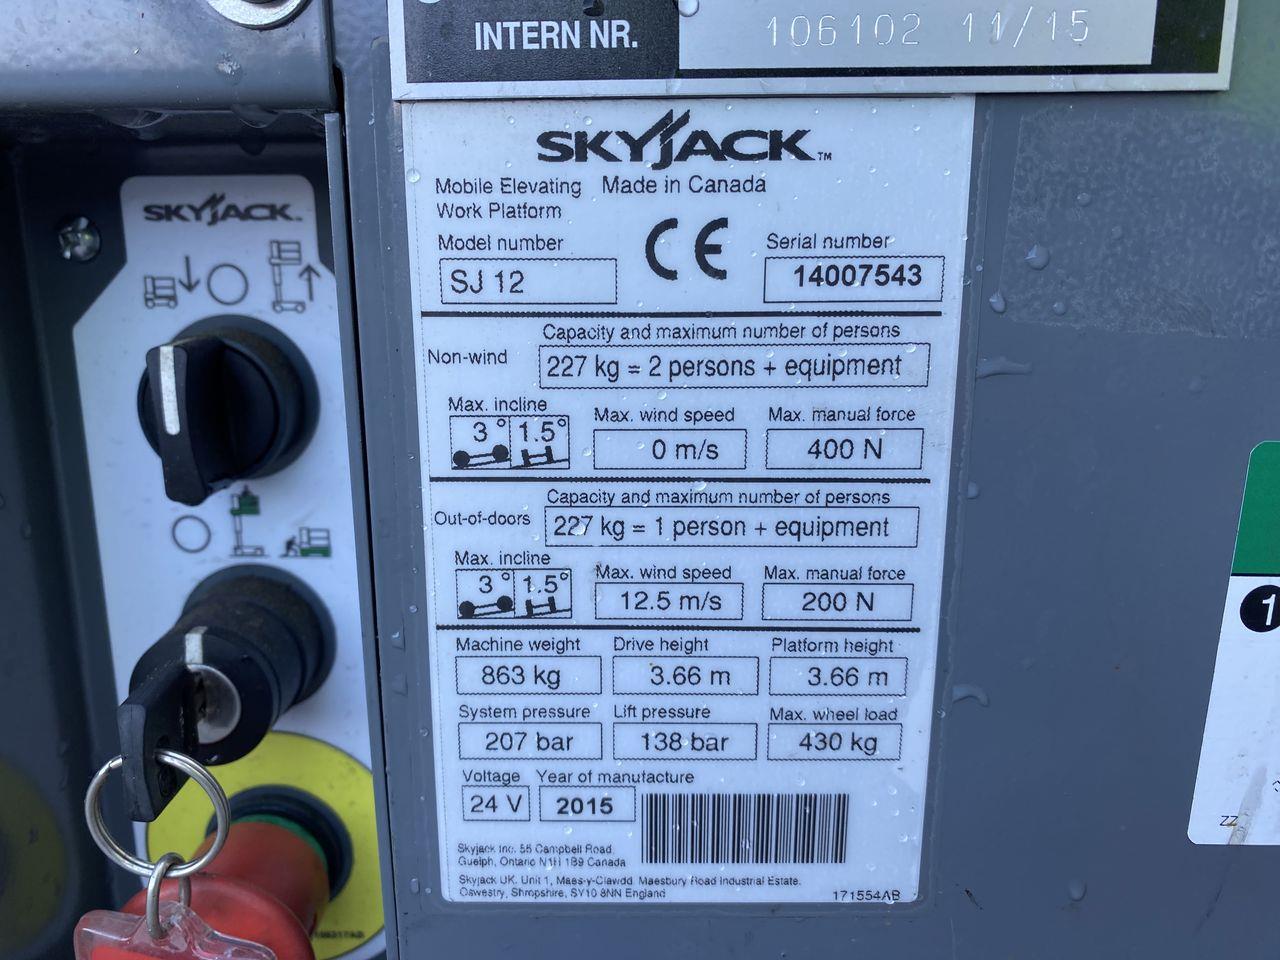 INTERN NR. 106102 11/15
SKYJACK™
Mobile Elevating Made in Canada
Work Platform
Model number
SJ 12
CE
Serial number
14007543
Non-wind
Capacity and maximum number of persons
227 kg = 2 persons + equipment
Max. incline
3° 1.5°
Max. wind speed
0 m/s
Max. manual force
400 N
Out-of-doors
Capacity and maximum number of persons
227 kg = 1 person + equipment
Max. incline
3° 1.5°
Max. wind speed
12.5 m/s
Max. manual force
200 N
Machine weight
863 kg
Drive height
3.66 m
Platform height
3.66 m
System pressure
207 bar
Lift pressure
138 bar
Max. wheel load
430 kg
Voltage
24 V
Year of manufacture
2015
Skyjack Inc. 55 Campbell Road
Guelph, Ontario N1H 1B9 Canada
Skyjack UK. Unit 1, Maes-y-Clawdd Maesbury Road Industrial Estate.
Oswestry, Shropshire, SY10 8NN England
171554AB
SKYJACK
1
ZZ